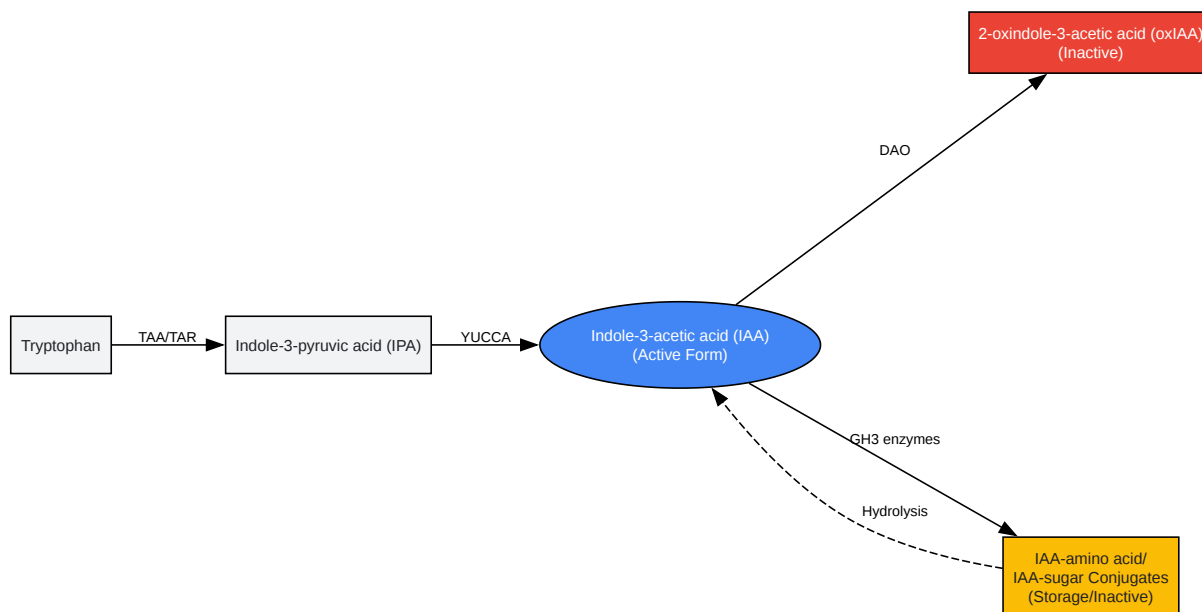 2-oxindole-3-acetic acid (oxIAA)
(Inactive)
DAO
Tryptophan
TAA/TAR
Indole-3-pyruvic acid (IPA)
YUCCA
Indole-3-acetic acid (IAA)
(Active Form)
GH3 enzymes
Hydrolysis
IAA-amino acid/
IAA-sugar Conjugates
(Storage/Inactive)